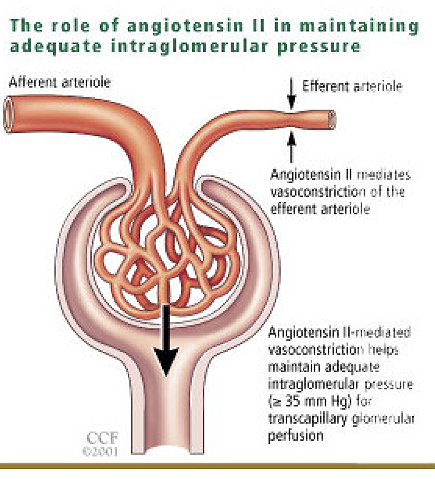 The role of angiotensin II in maintaining
adequate intraglomerular pressure
Afferent arteriole
Efferent arteriole
Angiotensin II mediates
vasoconstriction of the
efferent arteriole
Angiotensin II-mediated
vasoconstriction helps
maintain adequate
intraglomerular pressure
(≥ 35 mm Hg) for
transcapillary glomerular
perfusion
CCF
©2001